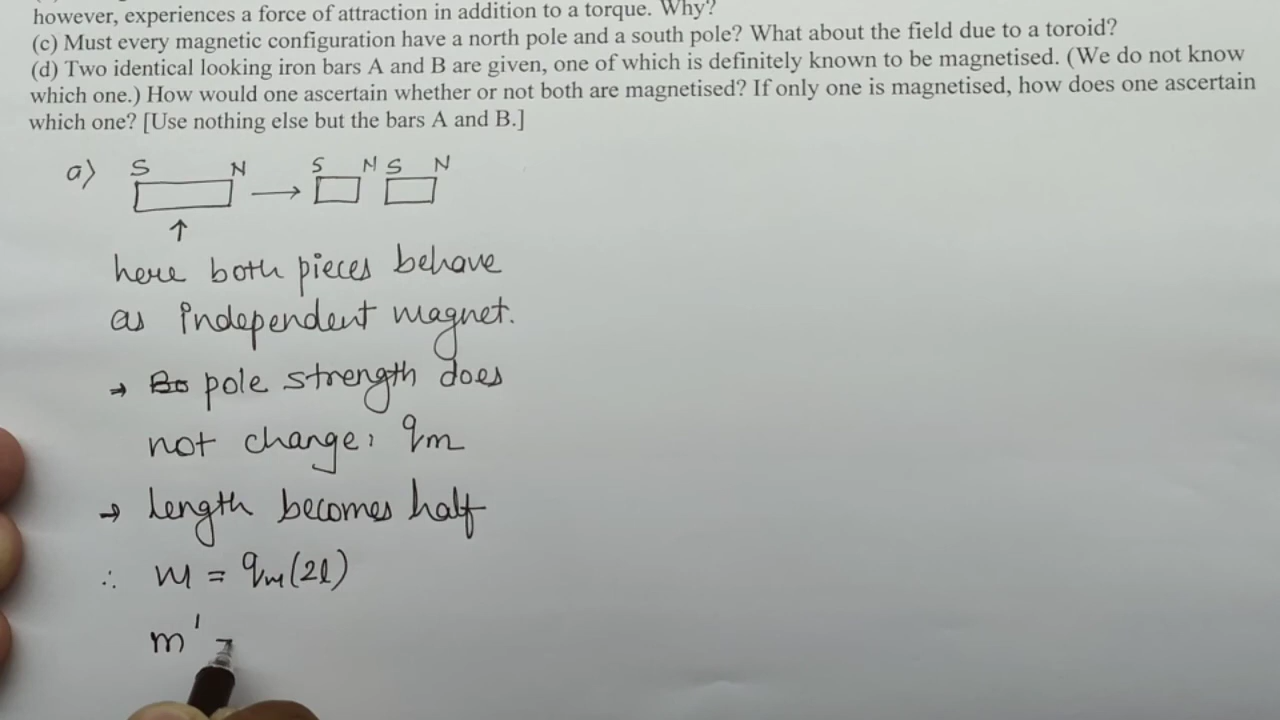 however, experiences a force of attraction in addition to a torque. Why?
(c) Must every magnetic configuration have a north pole and a south pole? What about the field due to a toroid?
(d) Two identical looking iron bars A and B are given, one of which is definitely known to be magnetised. (We do not know
which one.) How would one ascertain whether or not both are magnetised? If only one is magnetised, how does one ascertain
which one? [Use nothing else but the bars A and B.]
a) S N → S N S N
↑
here both pieces behave
as independent magnet.
→ pole strength does
not change, qm
→ length becomes half
∴ m = qm(2l)
m' =